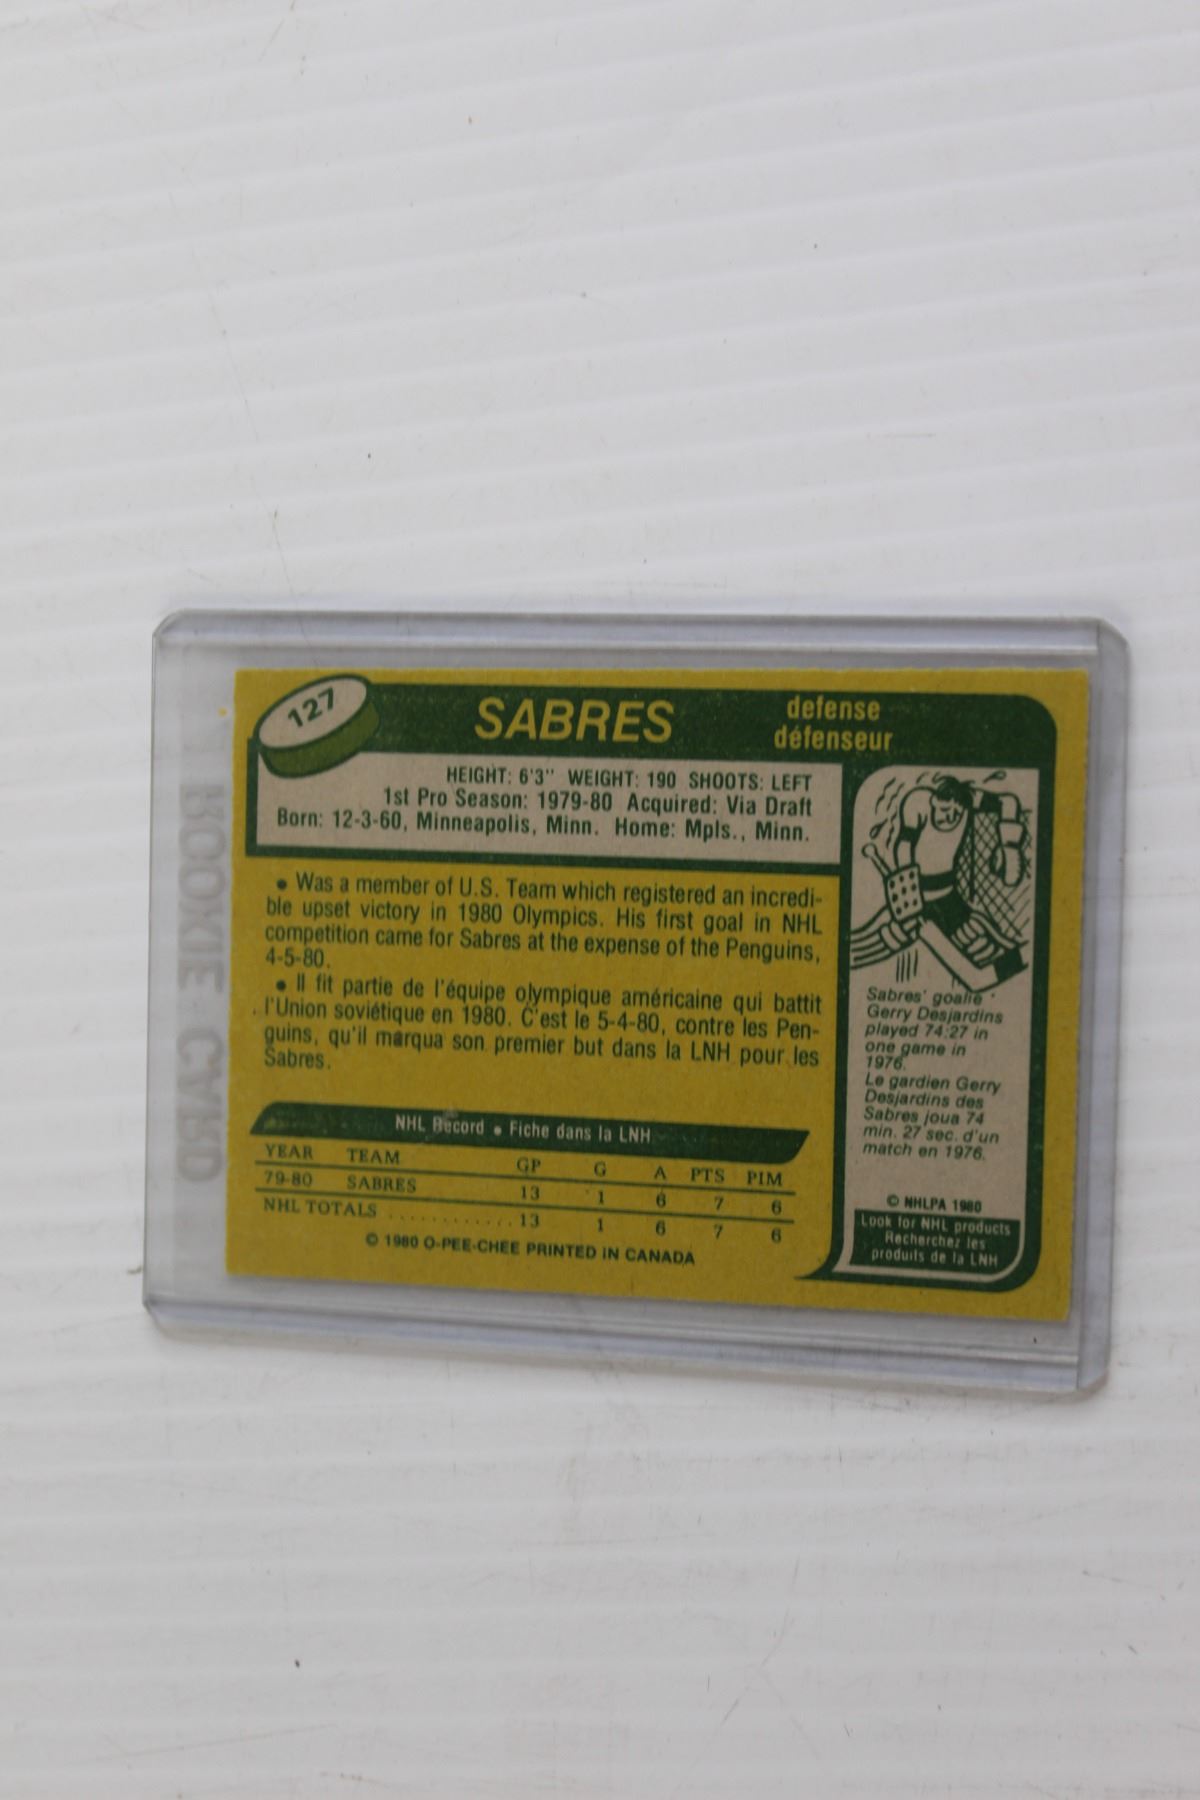 127
SABRES
defense
défenseur
HEIGHT: 6'3" WEIGHT: 190 SHOOTS: LEFT
1st Pro Season: 1979-80 Acquired: Via Draft
Born: 12-3-60, Minneapolis, Minn. Home: Mpls., Minn.
• Was a member of U.S. Team which registered an incredi-
ble upset victory in 1980 Olympics. His first goal in NHL
competition came for Sabres at the expense of the Penguins,
4-5-80.
• Il fit partie de l'équipe olympique américaine qui battit
l'Union soviétique en 1980. C'est le 5-4-80, contre les Pen-
guins, qu'il marqua son premier but dans la LNH pour les
Sabres.
NHL Record • Fiche dans la LNH
YEAR TEAM GP G A PTS PIM
79-80 SABRES 13 1 6 7 6
NHL TOTALS ............ 13 1 6 7 6
© 1980 O-PEE-CHEE PRINTED IN CANADA
Sabres' goalie
Gerry Desjardins
played 74:27 in
one game in
1976.
Le gardien Gerry
Desjardins des
Sabres joua 74
min. 27 sec. d'un
match en 1976.
© NHLPA 1980
Look for NHL products
Recherchez les
produits de la LNH
ROOKIE CARD